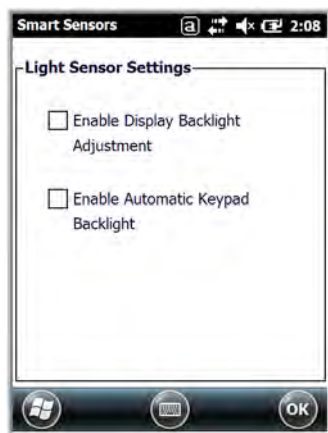 Smart Sensors a 2:08
Light Sensor Settings
Enable Display Backlight
Adjustment
Enable Automatic Keypad
Backlight
OK